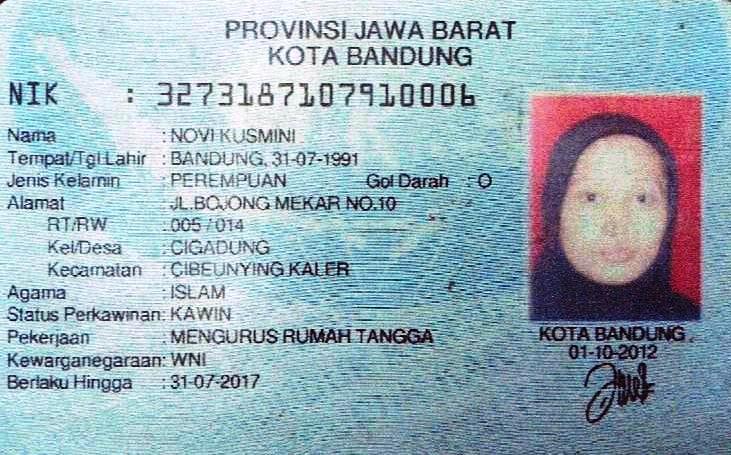 PROVINSI JAWA BARAT
KOTA BANDUNG
NIK : 3273187107910006
Nama : NOVI KUSMINI
Tempat/Tgl Lahir : BANDUNG, 31-07-1991
Jenis Kelamin : PEREMPUAN Gol Darah : O
Alamat : JL.BOJONG MEKAR NO.10
RT/RW : 005 / 014
Kel/Desa : CIGADUNG
Kecamatan : CIBEUNYING KALER
Agama : ISLAM
Status Perkawinan: KAWIN
Pekerjaan : MENGURUS RUMAH TANGGA
Kewarganegaraan: WNI
Berlaku Hingga : 31-07-2017
KOTA BANDUNG
01-10-2012